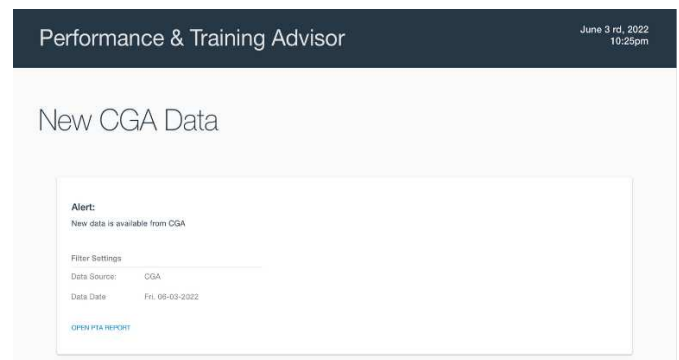 Performance & Training Advisor
June 3 rd, 2022
10:25pm
New CGA Data
Alert:
New data is available from CGA
Filter Settings
Data Source: CGA
Data Date Fri. 06-03-2022
OPEN PTA REPORT